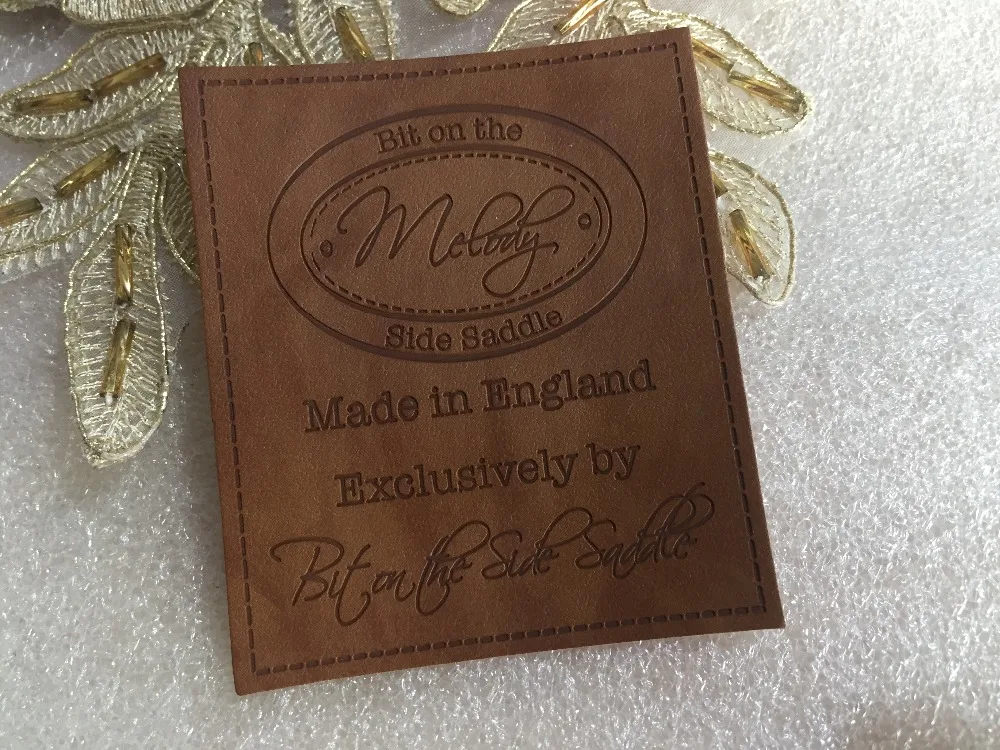 Bit on the
Melody
Side Saddle
Made in England
Exclusively by
Bit on the Side Saddle